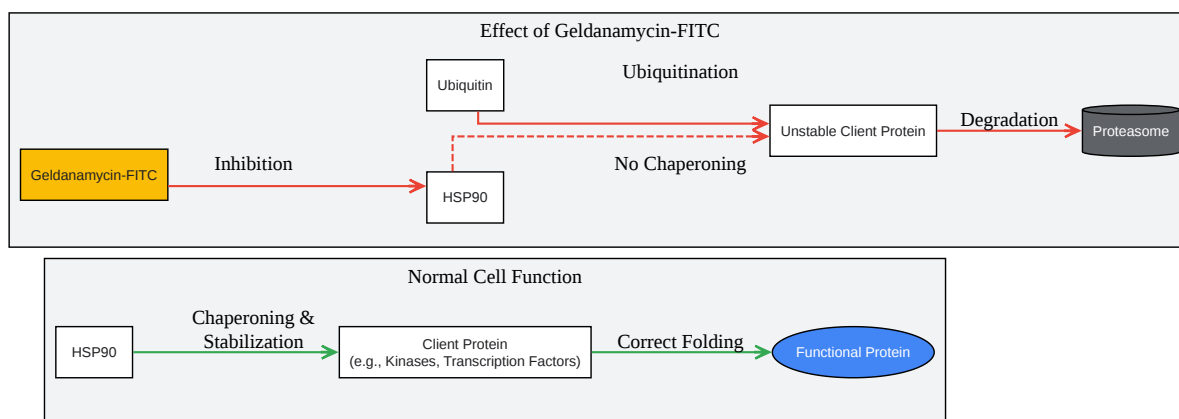 Effect of Geldanamycin-FITC
Ubiquitin
Ubiquitination
Unstable Client Protein
Degradation
Proteasome
Geldanamycin-FITC
Inhibition
HSP90
No Chaperoning
Normal Cell Function
HSP90
Chaperoning &
Stabilization
Client Protein
(e.g., Kinases, Transcription Factors)
Correct Folding
Functional Protein